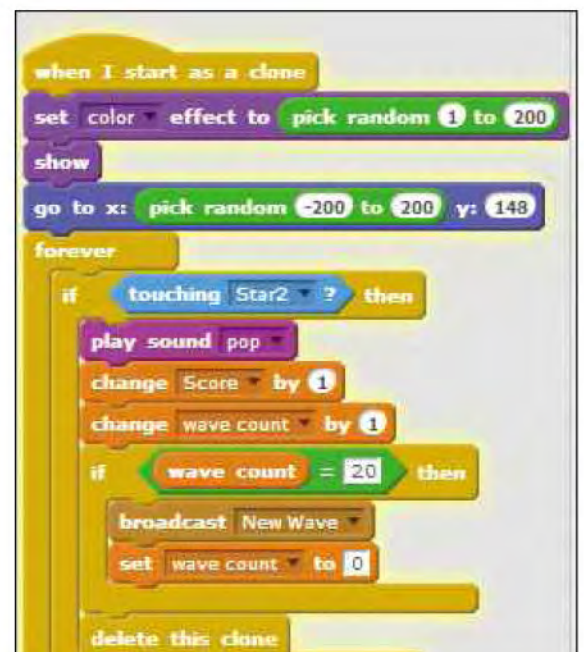 when I start as a clone
set color effect to pick random 1 to 200
show
go to x: pick random -200 to 200 y: 148
forever
if touching Star2 ? then
play sound pop
change Score by 1
change wave count by 1
if wave count = 20 then
broadcast New Wave
set wave count to 0
delete this clone